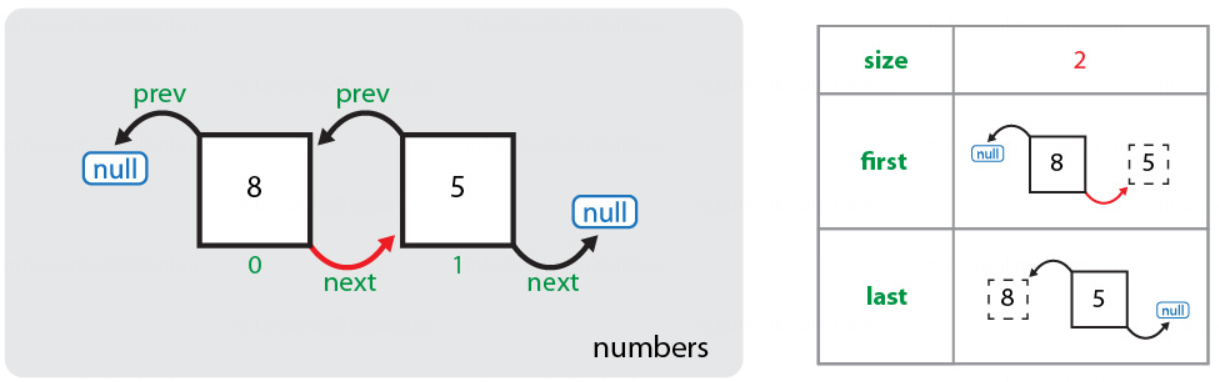 prev
prev
null
8
5
null
0
1
next
next
numbers
size
2
first
null
8
5
last
8
5
null